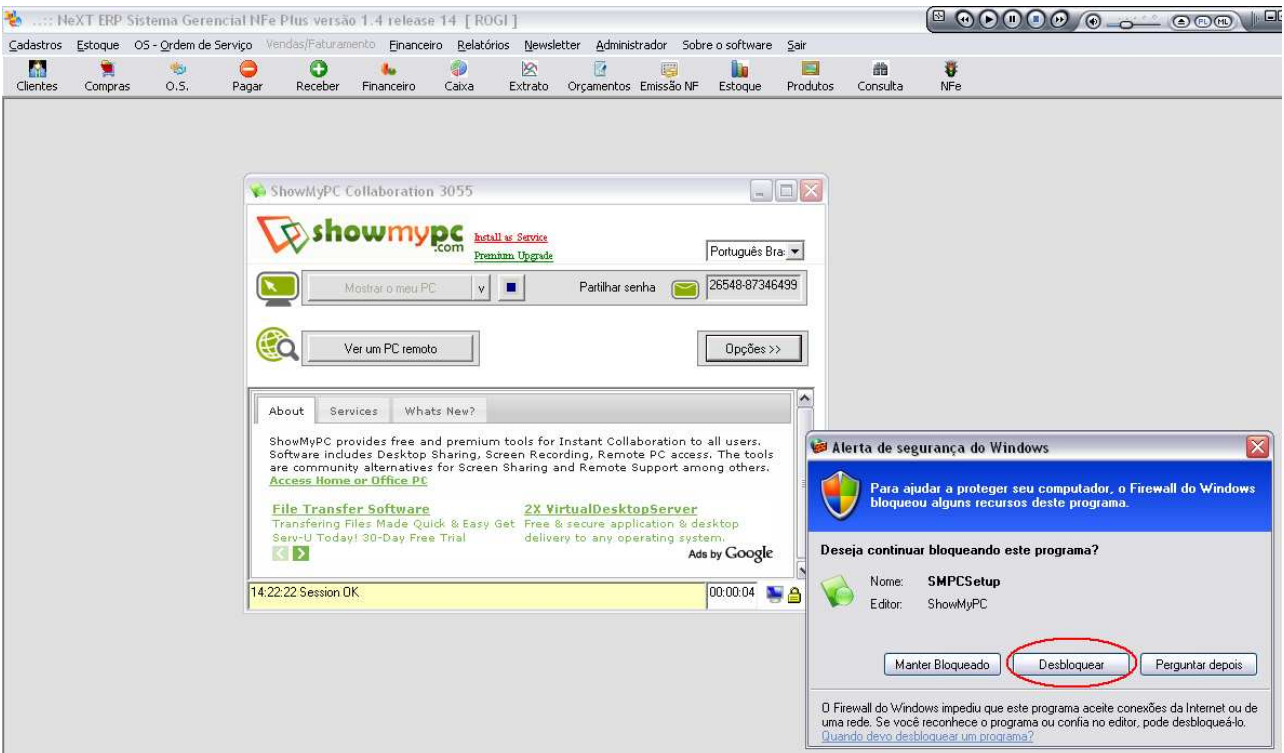 ..:: NeXT ERP Sistema Gerencial NFe Plus versão 1.4 release 14 [ ROGI ]
PL ML
Cadastros Estoque OS - Ordem de Serviço Vendas/Faturamento Financeiro Relatórios Newsletter Administrador Sobre o software Sair
Clientes Compras O.S. Pagar Receber Financeiro Caixa Extrato Orçamentos Emissão NF Estoque Produtos Consulta NFe
ShowMyPC Collaboration 3055
showmypc
.com
Install as Service
Premium Upgrade
Português Bra:
Mostrar o meu PC
v
Partilhar senha
26548-87346499
Ver um PC remoto
Opções >>
About Services Whats New?
ShowMyPC provides free and premium tools for Instant Collaboration to all users.
Software includes Desktop Sharing, Screen Recording, Remote PC access. The tools
are community alternatives for Screen Sharing and Remote Support among others.
Access Home or Office PC
File Transfer Software
Transfering Files Made Quick & Easy Get
Serv-U Today! 30-Day Free Trial
2X VirtualDesktopServer
Free & secure application & desktop
delivery to any operating system.
Ads by Google
14:22:22 Session OK
00:00:04
Alerta de segurança do Windows
Para ajudar a proteger seu computador, o Firewall do Windows
bloqueou alguns recursos deste programa.
Deseja continuar bloqueando este programa?
Nome: SMPCSetup
Editor: ShowMyPC
Manter Bloqueado
Desbloquear
Perguntar depois
O Firewall do Windows impediu que este programa aceite conexões da Internet ou de
uma rede. Se você reconhece o programa ou confia no editor, pode desbloqueá-lo.
Quando devo desbloquear um programa?